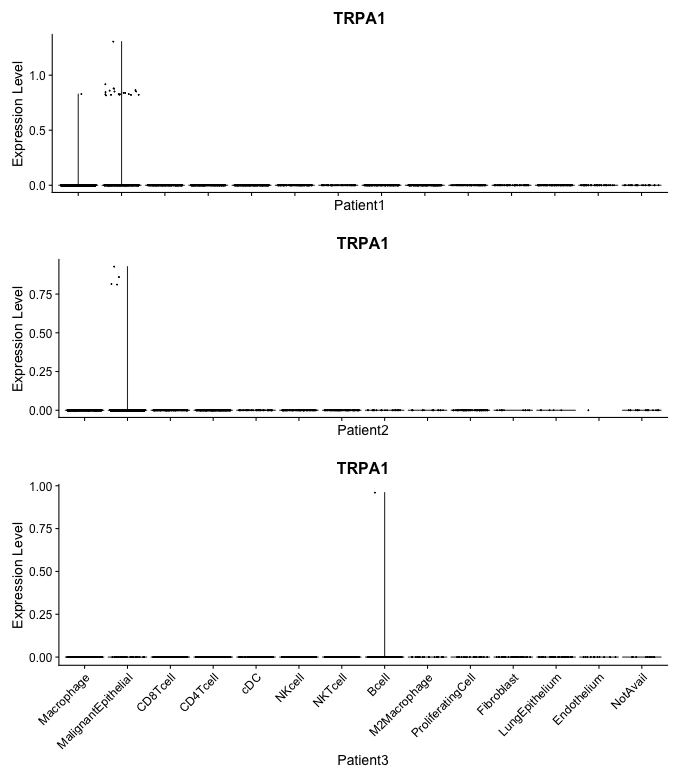 TRPA1
Expression Level
1.0
0.5
0.0
Patient1
TRPA1
Expression Level
0.75
0.50
0.25
0.00
Patient2
TRPA1
Expression Level
1.00
0.75
0.50
0.25
0.00
Macrophage
MalignantEpithelial
CD8Tcell
CD4Tcell
cDC
NKcell
NKTcell
Bcell
M2Macrophage
ProliferatingCell
Fibroblast
LungEpithelium
Endothelium
NotAvail
Patient3